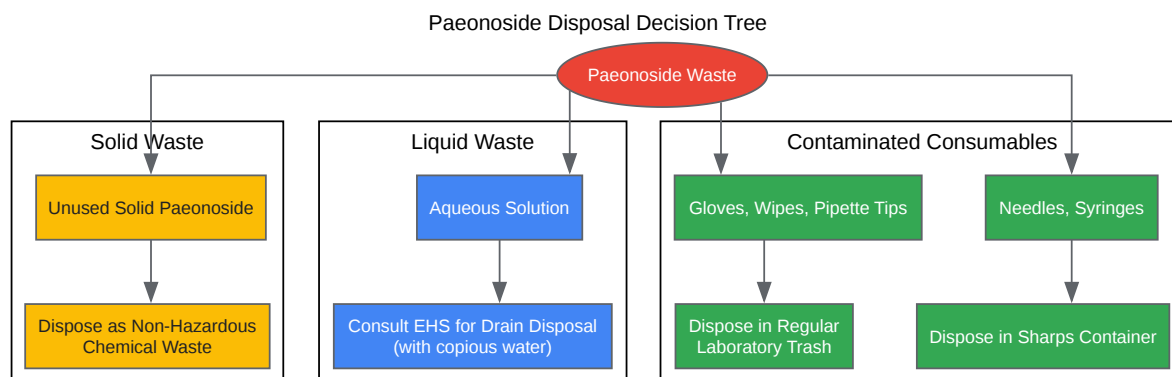 Paeonoside Disposal Decision Tree
Paeonoside Waste
Solid Waste
Unused Solid Paeonoside
Dispose as Non-Hazardous
Chemical Waste
Liquid Waste
Aqueous Solution
Consult EHS for Drain Disposal
(with copious water)
Contaminated Consumables
Gloves, Wipes, Pipette Tips
Dispose in Regular
Laboratory Trash
Needles, Syringes
Dispose in Sharps Container